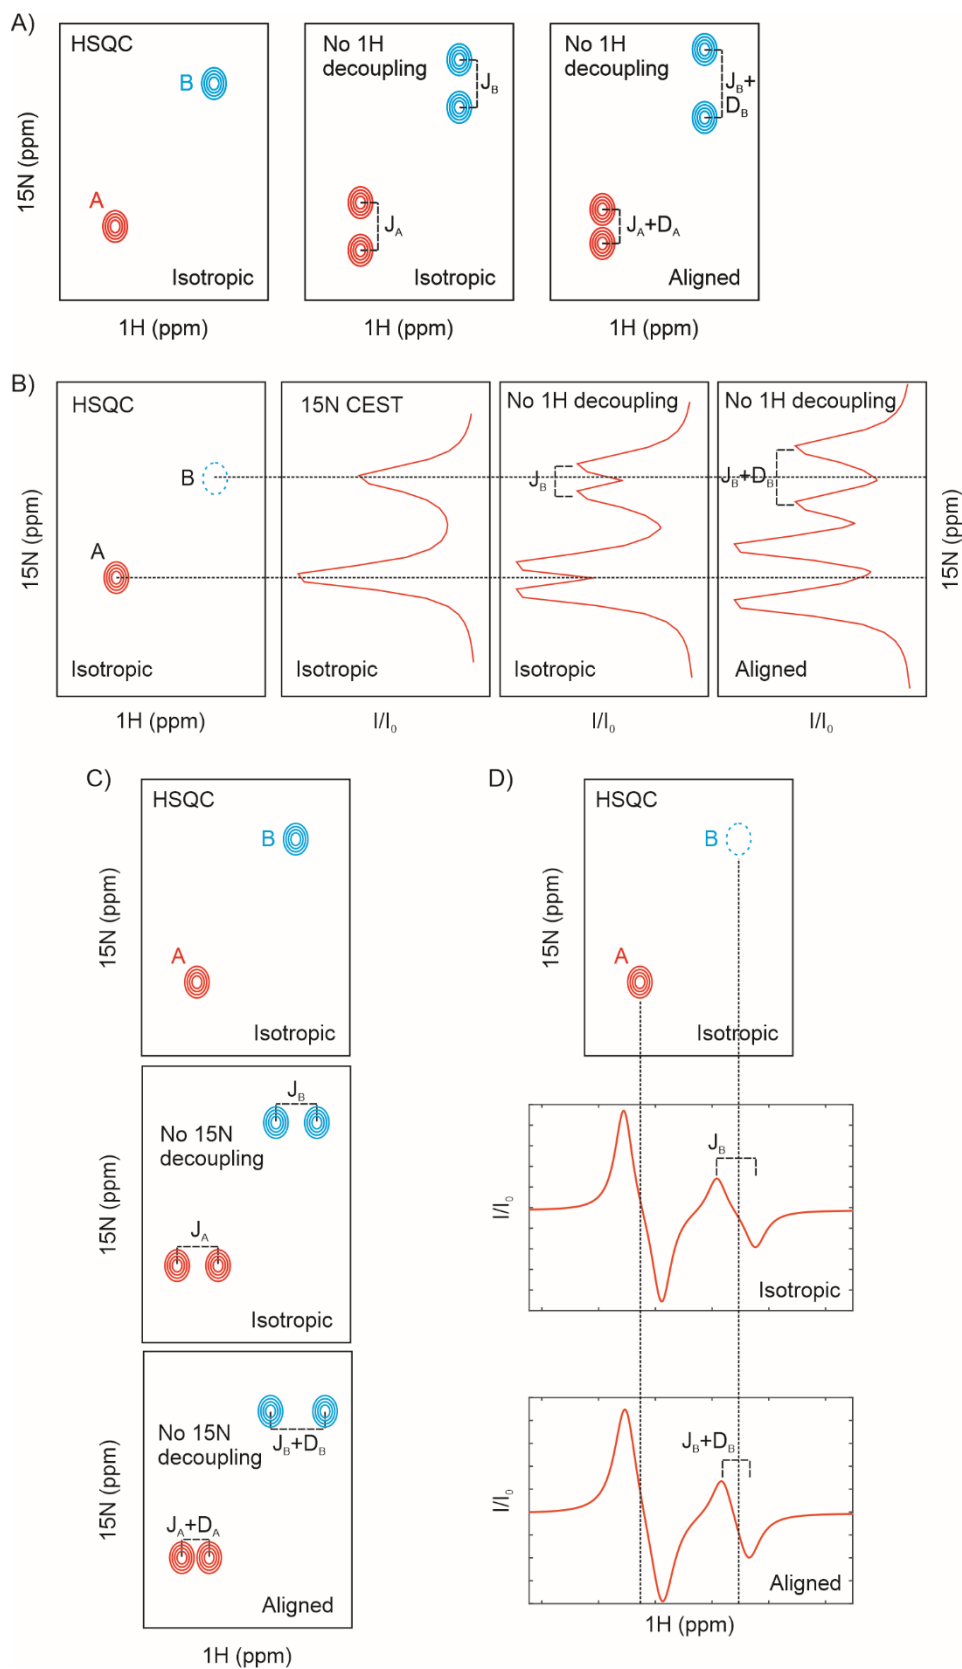 A)
HSQC
B
A
Isotropic
No 1H
decoupling
J_B
J_A
Isotropic
No 1H
decoupling
J_B+
D_B
J_A+D_A
Aligned
15N (ppm)
1H (ppm)
1H (ppm)
1H (ppm)
B)
HSQC
B
A
Isotropic
15N CEST
Isotropic
No 1H decoupling
J_B
Isotropic
No 1H decoupling
J_B+D_B
Aligned
15N (ppm)
15N (ppm)
1H (ppm)
I/I_0
I/I_0
I/I_0
C)
HSQC
B
A
Isotropic
15N (ppm)
J_B
No 15N
decoupling
J_A
Isotropic
15N (ppm)
No 15N
decoupling
J_B+D_B
J_A+D_A
Aligned
15N (ppm)
1H (ppm)
D)
HSQC
B
A
Isotropic
15N (ppm)
J_B
I/I_0
Isotropic
J_B+D_B
I/I_0
Aligned
1H (ppm)